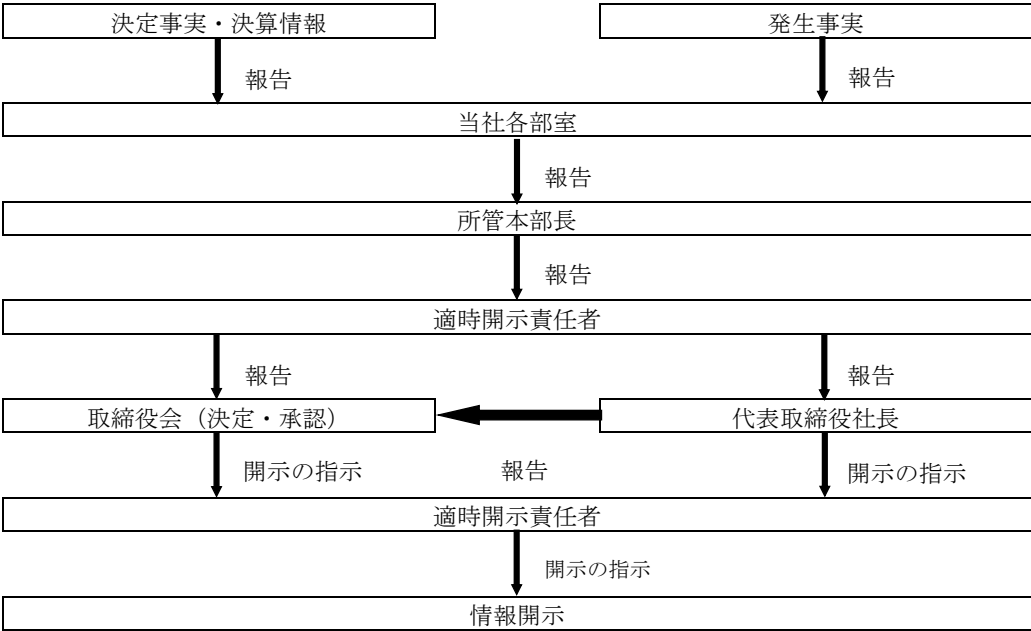 決定事実・決算情報
発生事実
報告
報告
当社各部室
報告
所管本部長
報告
適時開示責任者
報告
報告
取締役会（決定・承認）
代表取締役社長
開示の指示
報告
開示の指示
適時開示責任者
開示の指示
情報開示